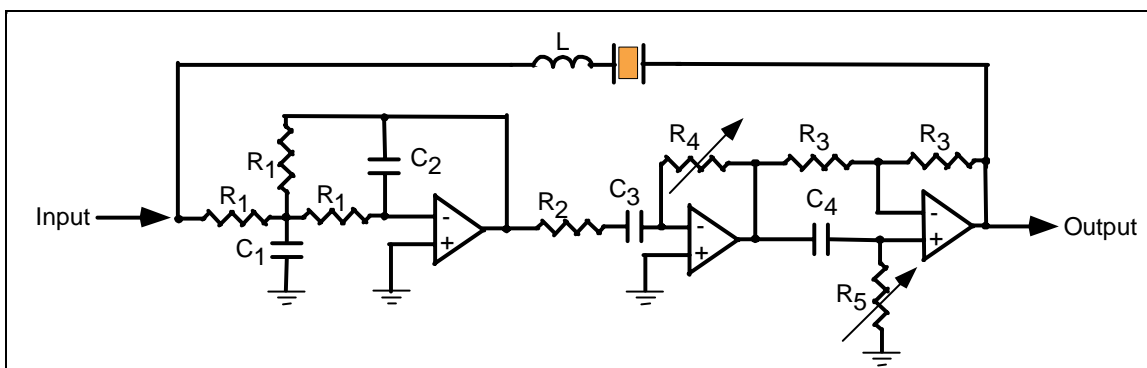 L
R4
R3
R3
R1
C2
R1
R1
C3
R2
C4
Input
-
+
-
+
-
+
Output
C1
R5